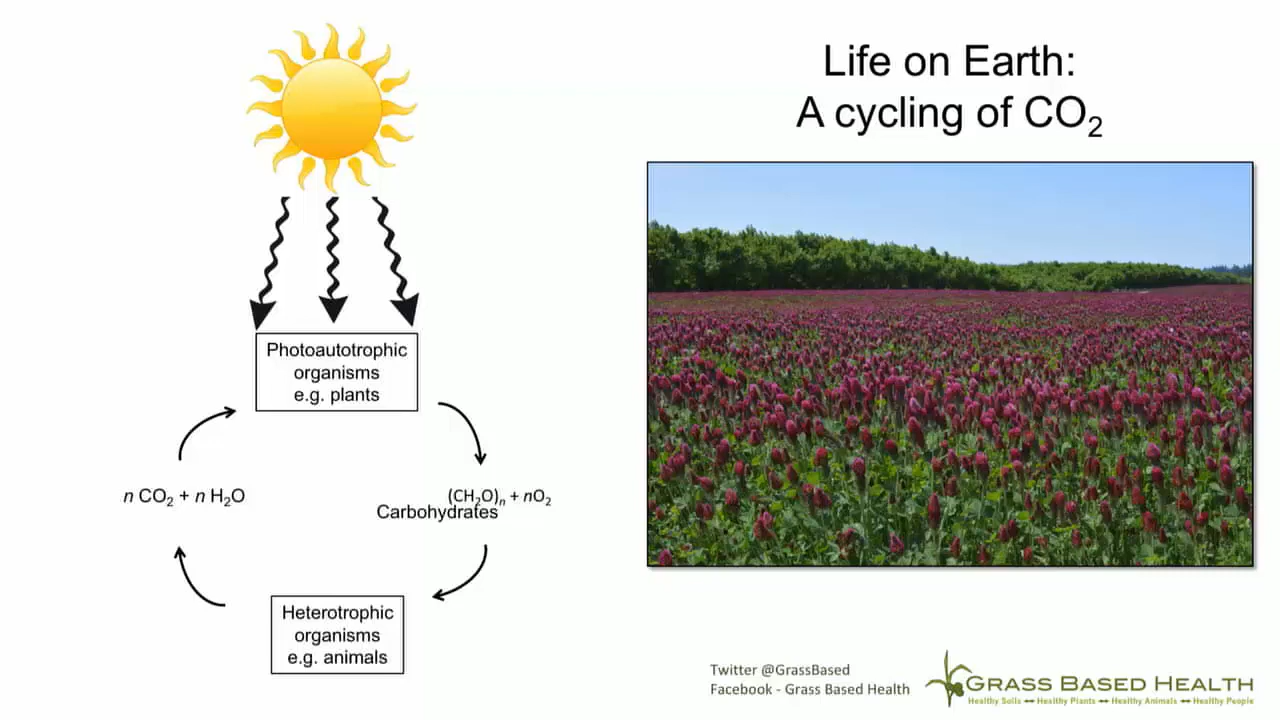 Life on Earth:
A cycling of CO₂
Photoautotrophic
organisms
e.g. plants
n CO₂ + n H₂O
(CH₂O)ₙ + nO₂
Carbohydrates
Heterotrophic
organisms
e.g. animals
Twitter @GrassBased
Facebook - Grass Based Health
GRASS BASED HEALTH
Healthy Soils ↔ Healthy Plants ↔ Healthy Animals ↔ Healthy People